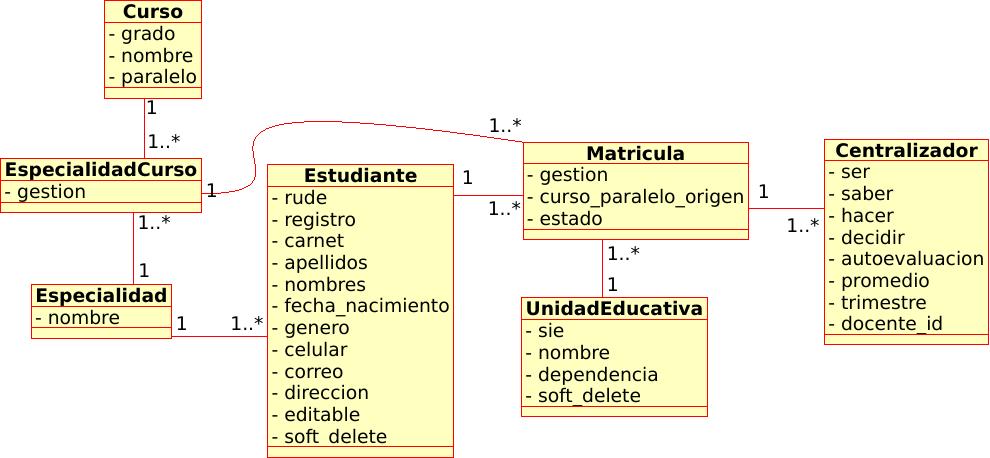 Curso
- grado
- nombre
- paralelo
1
1..*
EspecialidadCurso
- gestion
1
1..*
1
Especialidad
- nombre
1
1..*
Estudiante
- rude
- registro
- carnet
- apellidos
- nombres
- fecha_nacimiento
- genero
- celular
- correo
- direccion
- editable
- soft_delete
1
1..*
1..*
Matricula
- gestion
- curso_paralelo_origen
- estado
1
1..*
1..*
1
UnidadEducativa
- sie
- nombre
- dependencia
- soft_delete
Centralizador
- ser
- saber
- hacer
- decidir
- autoevaluacion
- promedio
- trimestre
- docente_id